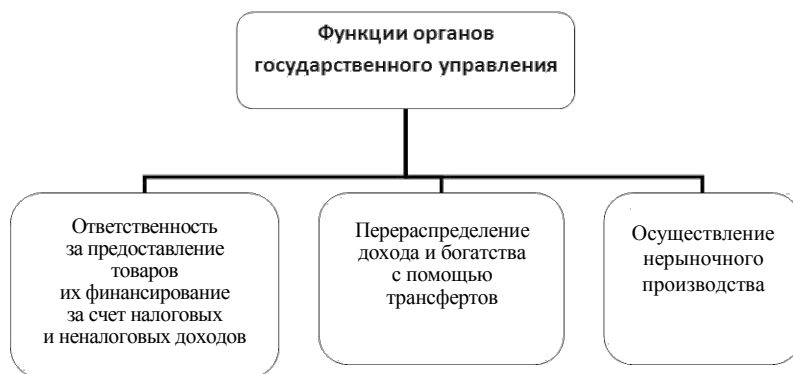 Функции органов
государственного управления
Ответственность
за предоставление
товаров
их финансирование
за счет налоговых
и неналоговых доходов
Перераспределение
дохода и богатства
с помощью
трансфертов
Осуществление
нерыночного
производства